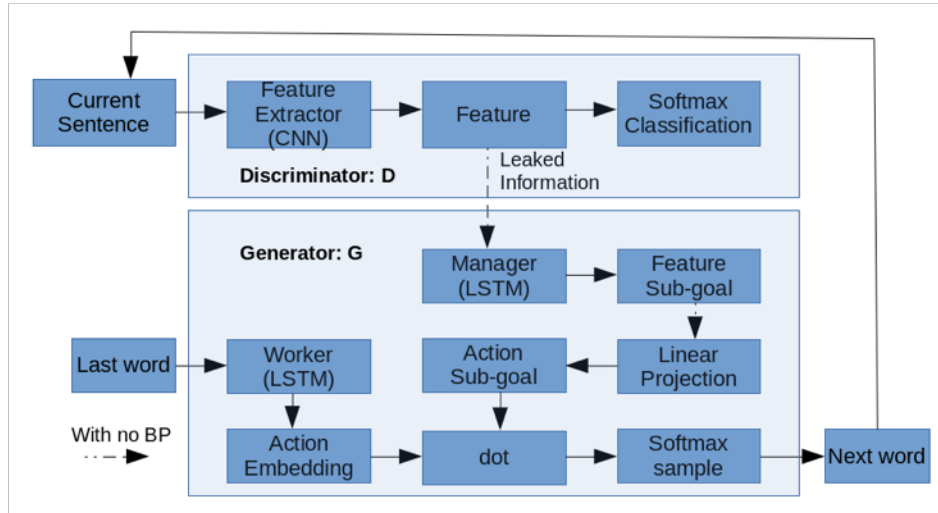 Current
Sentence
Feature
Extractor
(CNN)
Feature
Softmax
Classification
Discriminator: D
Leaked
Information
Generator: G
Manager
(LSTM)
Feature
Sub-goal
Last word
Worker
(LSTM)
Action
Sub-goal
Linear
Projection
With no BP
Action
Embedding
dot
Softmax
sample
Next word